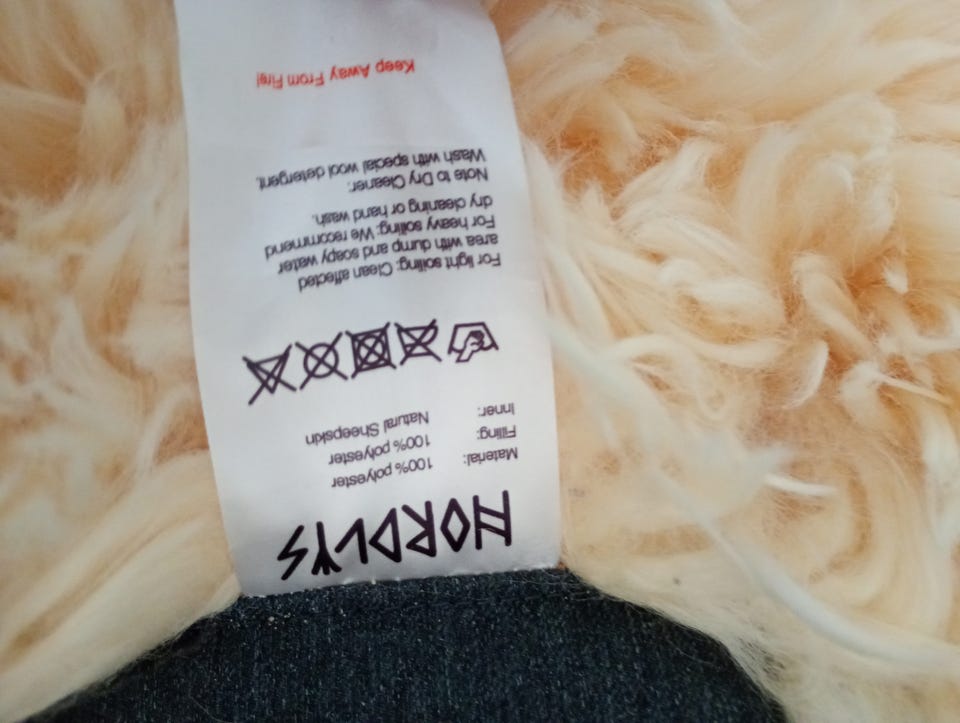 NORDLYS
Material: 100% polyester
Filling: 100% polyester
Inner: Natural Sheepskin
For light soiling: Clean affected
area with dump and soapy water
For heavy soiling: We recommend
dry cleaning or hand wash.
Note to Dry Cleaner:
Wash with special wool detergent.
Keep Away From Fire!